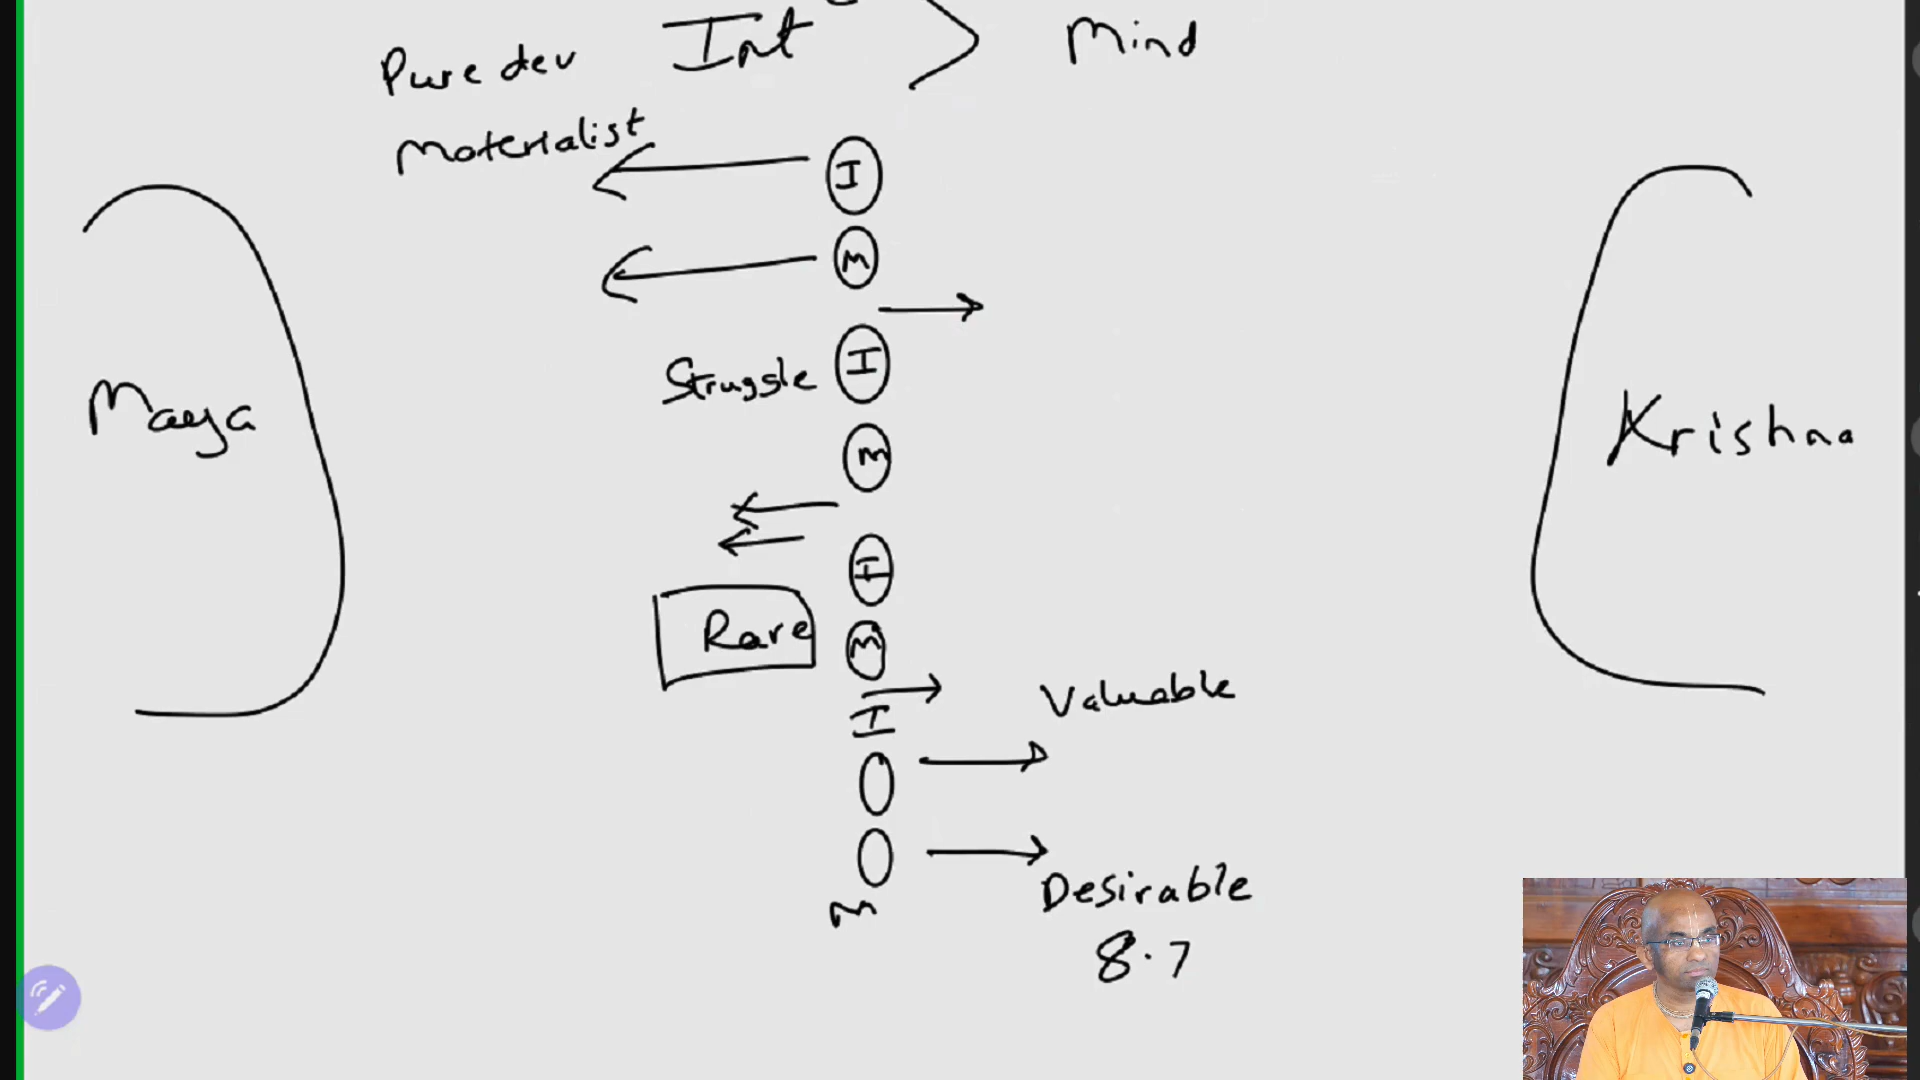 Pure dev Int > Mind
Materialist
I
M
Struggle I
Maya
Krishna
M
I
Rare M
Valuable
I
Desirable
M
8.7